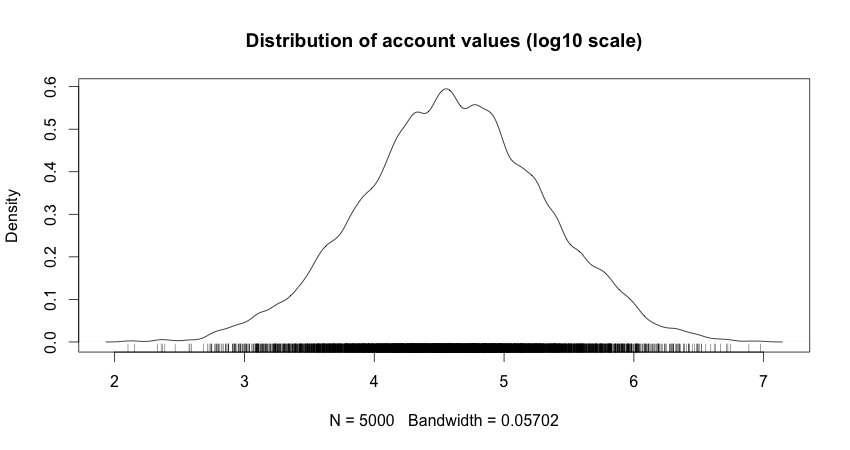 Distribution of account values (log10 scale)
Density
0.6
0.5
0.4
0.3
0.2
0.1
0.0
2 3 4 5 6 7
N = 5000 Bandwidth = 0.05702